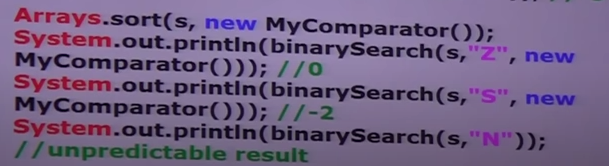 Arrays.sort(s, new MyComparator());
System.out.println(binarySearch(s,"Z", new
MyComparator())); //0
System.out.println(binarySearch(s,"S", new
MyComparator())); //-2
System.out.println(binarySearch(s,"N"));
//unpredictable result